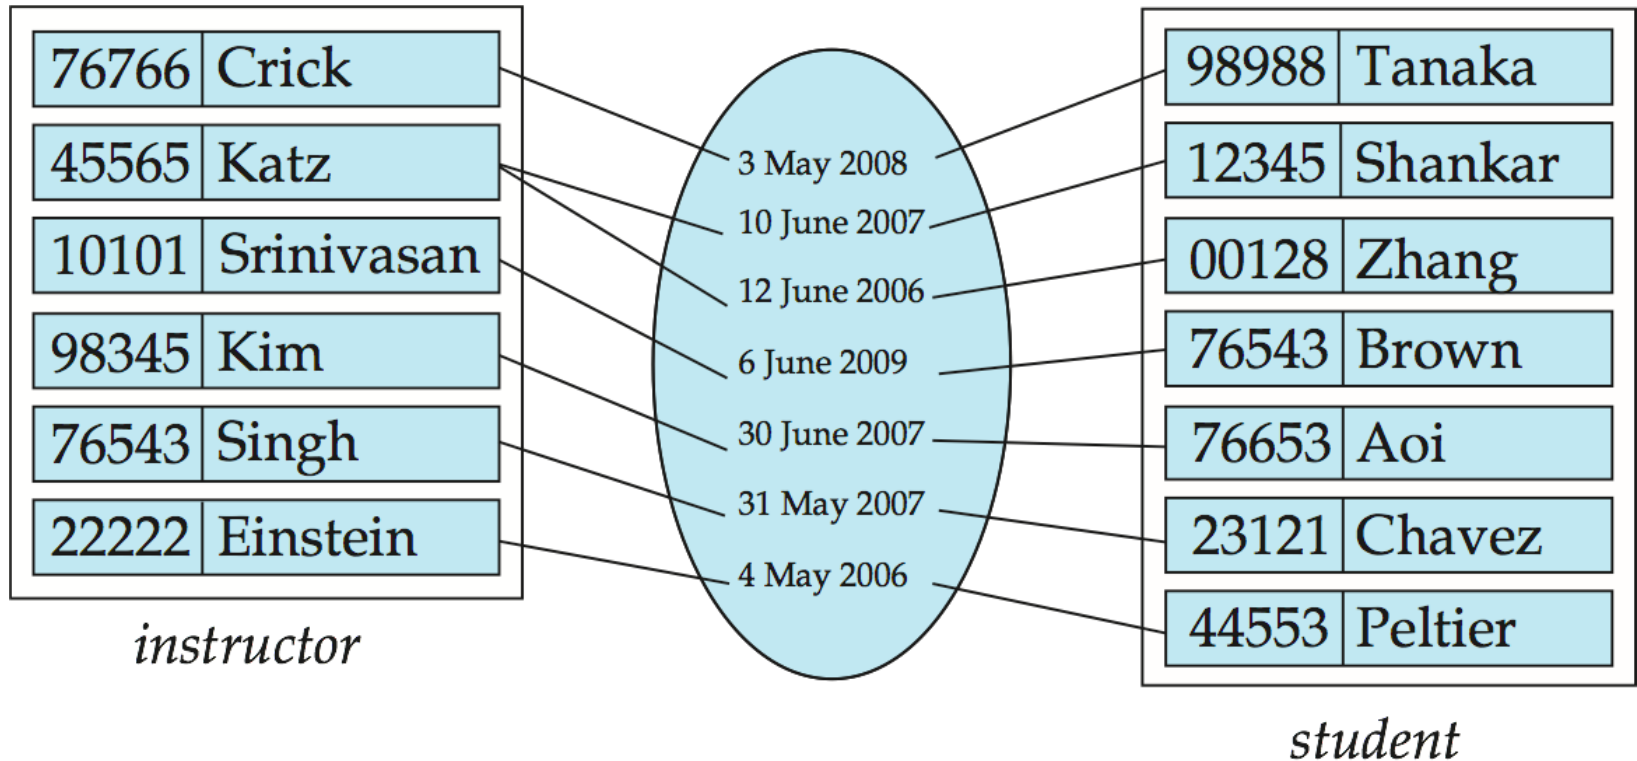 76766 Crick
45565 Katz
10101 Srinivasan
98345 Kim
76543 Singh
22222 Einstein
instructor
3 May 2008
10 June 2007
12 June 2006
6 June 2009
30 June 2007
31 May 2007
4 May 2006
98988 Tanaka
12345 Shankar
00128 Zhang
76543 Brown
76653 Aoi
23121 Chavez
44553 Peltier
student